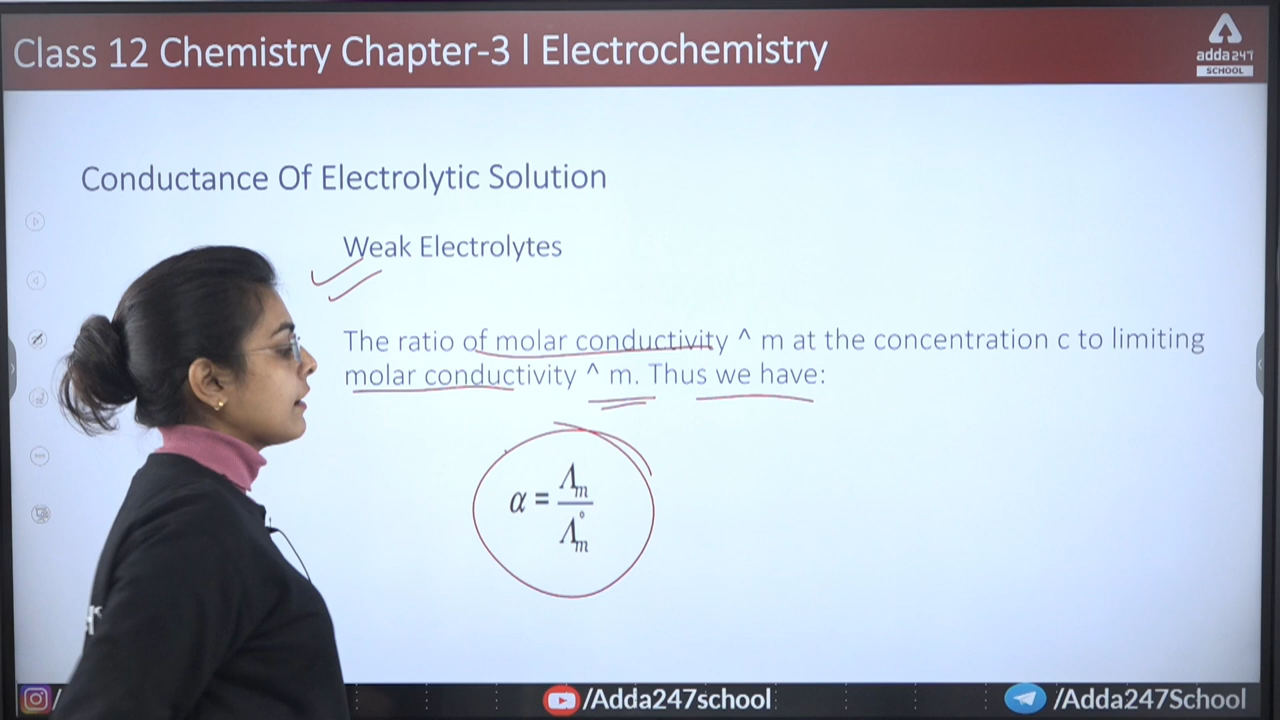 Class 12 Chemistry Chapter-3 l Electrochemistry
adda247
SCHOOL
Conductance Of Electrolytic Solution
Weak Electrolytes
The ratio of molar conductivity ^ m at the concentration c to limiting
molar conductivity ^ m. Thus we have:
α = Λm / Λ°m
/Adda247school
/Adda247School